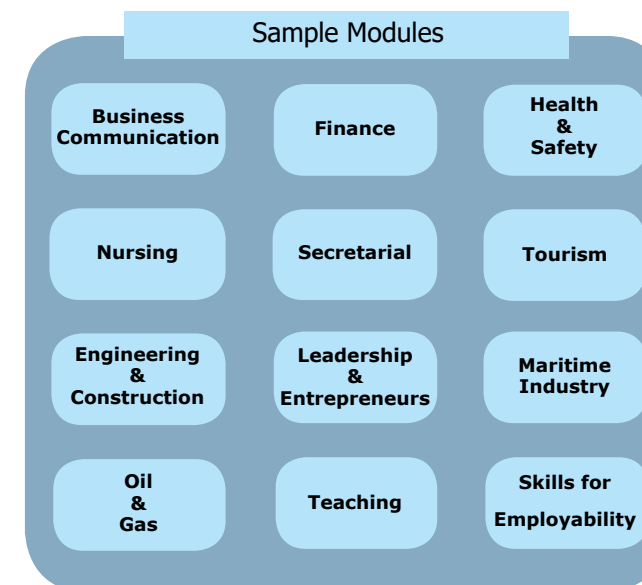 Sample Modules
Business
Communication
Finance
Health
&
Safety
Nursing
Secretarial
Tourism
Engineering
&
Construction
Leadership
&
Entrepreneurs
Maritime
Industry
Oil
&
Gas
Teaching
Skills for
Employability